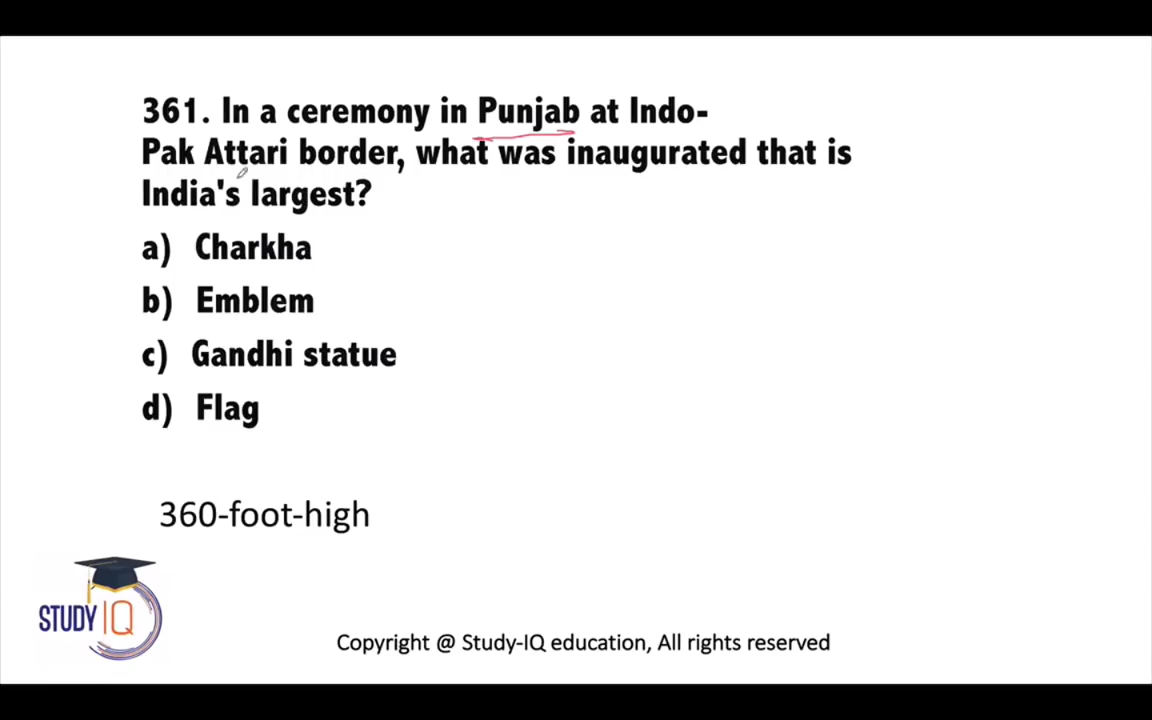 361. In a ceremony in Punjab at Indo-
Pak Attari border, what was inaugurated that is
India's largest?
a) Charkha
b) Emblem
c) Gandhi statue
d) Flag
360-foot-high
STUDY IQ
Copyright @ Study-IQ education, All rights reserved